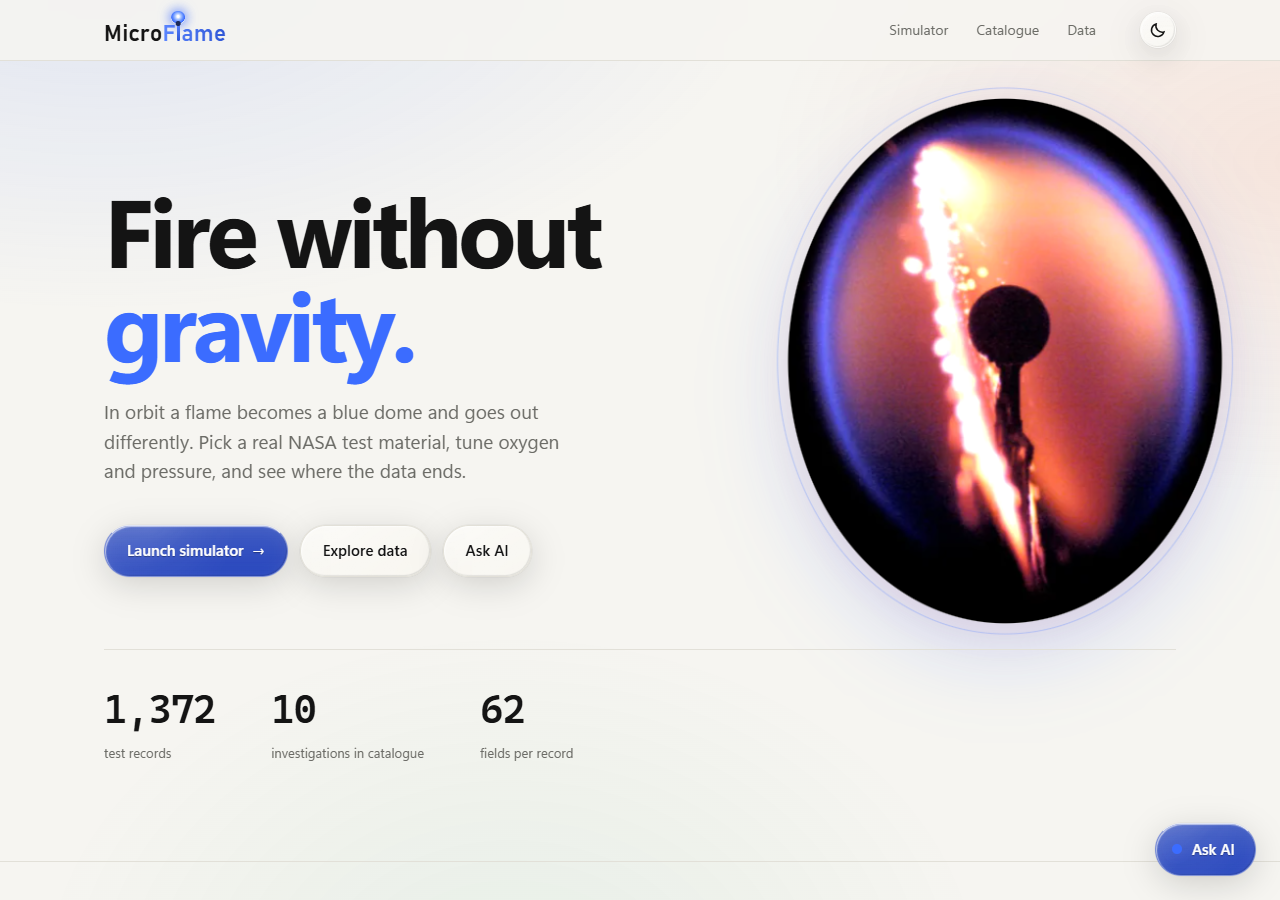 MicroFlame
Simulator
Catalogue
Data
Fire without
gravity.
In orbit a flame becomes a blue dome and goes out
differently. Pick a real NASA test material, tune oxygen
and pressure, and see where the data ends.
Launch simulator →
Explore data
Ask AI
1,372
test records
10
investigations in catalogue
62
fields per record
Ask AI